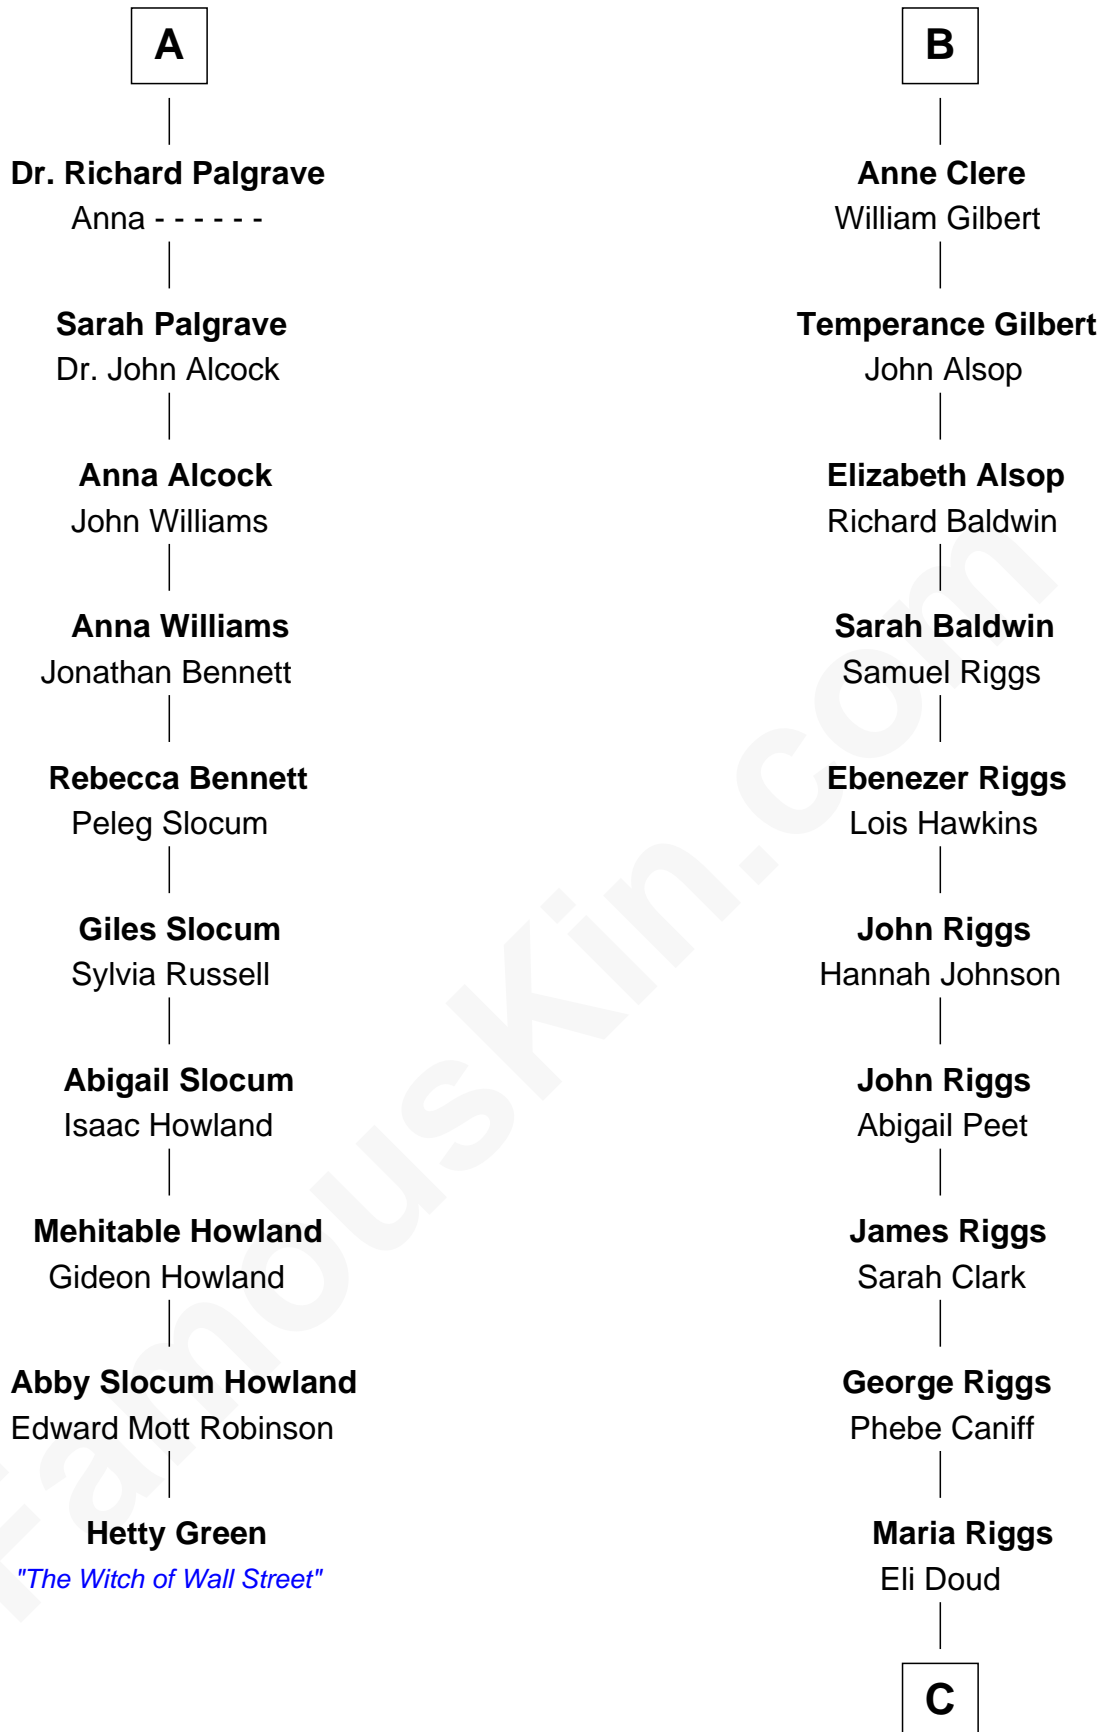 A
Dr. Richard Palgrave
Anna - - - - - -
Sarah Palgrave
Dr. John Alcock
Anna Alcock
John Williams
Anna Williams
Jonathan Bennett
Rebecca Bennett
Peleg Slocum
Giles Slocum
Sylvia Russell
Abigail Slocum
Isaac Howland
Mehitable Howland
Gideon Howland
Abby Slocum Howland
Edward Mott Robinson
Hetty Green
"The Witch of Wall Street"
B
Anne Clere
William Gilbert
Temperance Gilbert
John Alsop
Elizabeth Alsop
Richard Baldwin
Sarah Baldwin
Samuel Riggs
Ebenezer Riggs
Lois Hawkins
John Riggs
Hannah Johnson
John Riggs
Abigail Peet
James Riggs
Sarah Clark
George Riggs
Phebe Caniff
Maria Riggs
Eli Doud
C
FamousKin.com